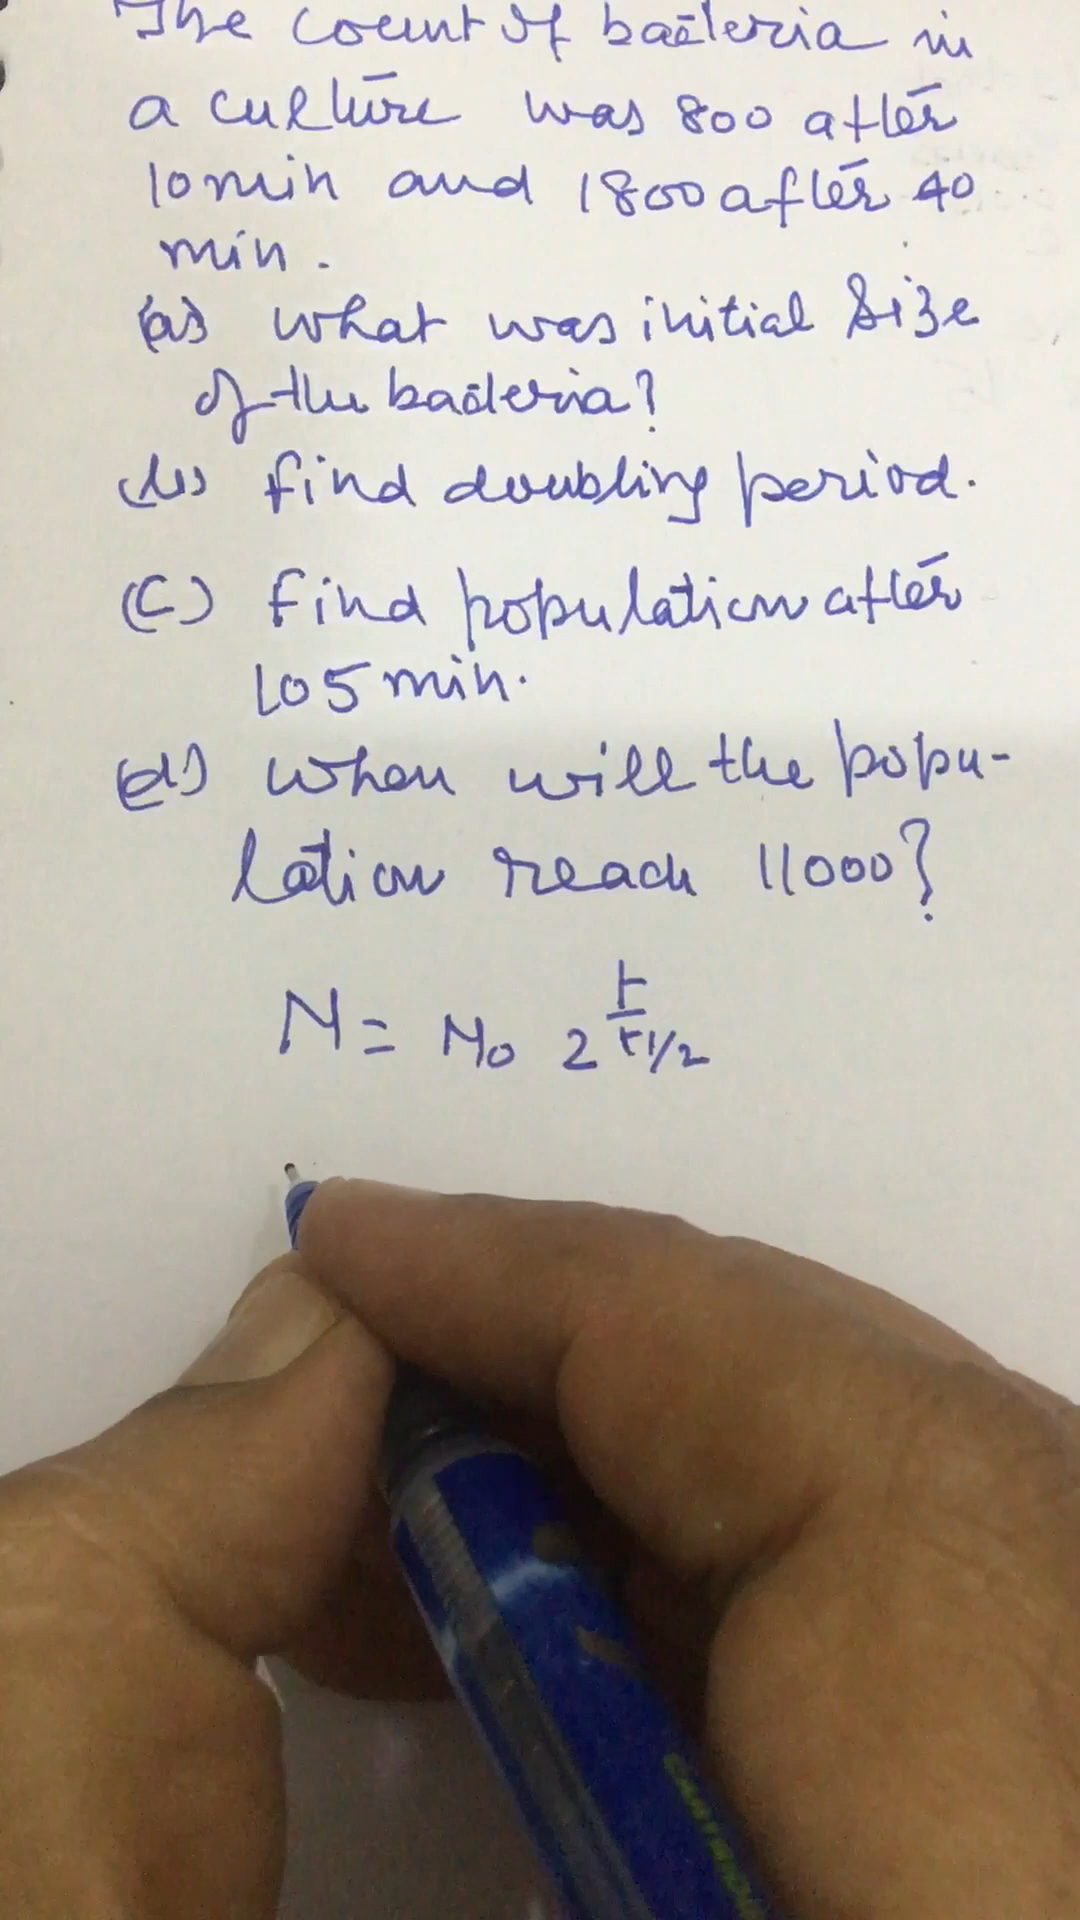 The count of bacteria in
a culture was 800 after
10 min and 1800 after 40
min.
(a) What was initial size
of the bacteria?
(b) find doubling period.
(c) find population after
105 min.
(d) when will the popu-
lation reach 11000?
N = N₀ 2^(t/t1/2)